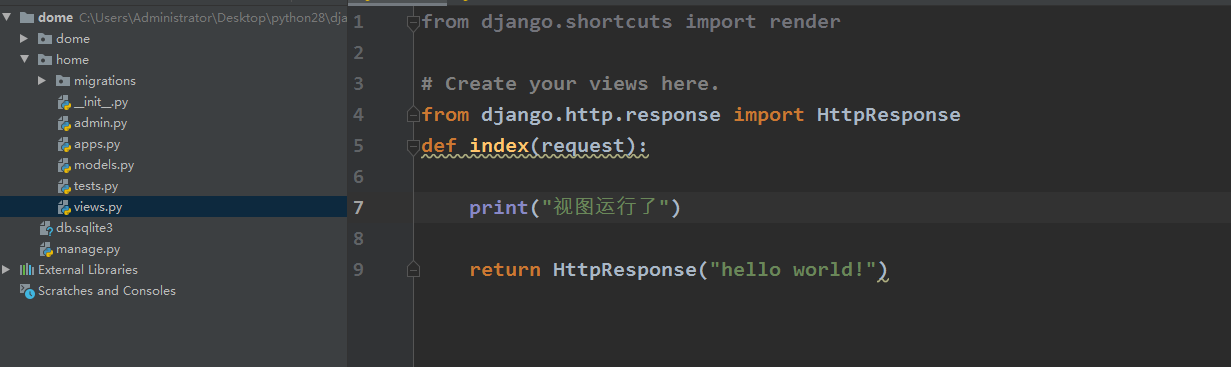 dome C:\Users\Administrator\Desktop\python28\dja
dome
home
migrations
__init__.py
admin.py
apps.py
models.py
tests.py
views.py
db.sqlite3
manage.py
External Libraries
Scratches and Consoles
1 from django.shortcuts import render
2
3 # Create your views here.
4 from django.http.response import HttpResponse
5 def index(request):
6
7 print("视图运行了")
8
9 return HttpResponse("hello world!")